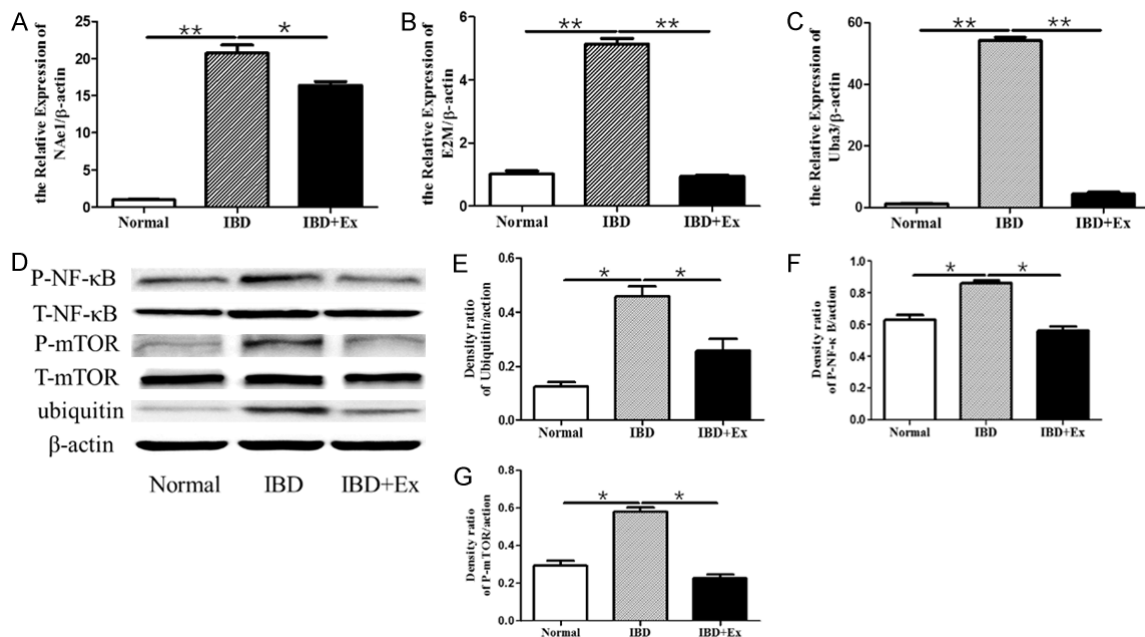 A
the Relative Expression of
NAe1/β-actin
25
20
15
10
5
0
** *
Normal IBD IBD+Ex
B
the Relative Expression of
E2M/β-actin
6
4
2
0
** **
Normal IBD IBD+Ex
C
the Relative Expression of
Uba3/β-actin
60
40
20
0
** **
Normal IBD IBD+Ex
D
P-NF-κB
T-NF-κB
P-mTOR
T-mTOR
ubiquitin
β-actin
Normal IBD IBD+Ex
E
Density ratio
of Ubiquitin/action
0.6
0.4
0.2
0.0
* *
Normal IBD IBD+Ex
F
Density ratio
of P-NF-κ B/action
1.0
0.8
0.6
0.4
0.2
0.0
* *
Normal IBD IBD+Ex
G
Density ratio
of P-mTOR/action
0.8
0.6
0.4
0.2
0.0
* *
Normal IBD IBD+Ex